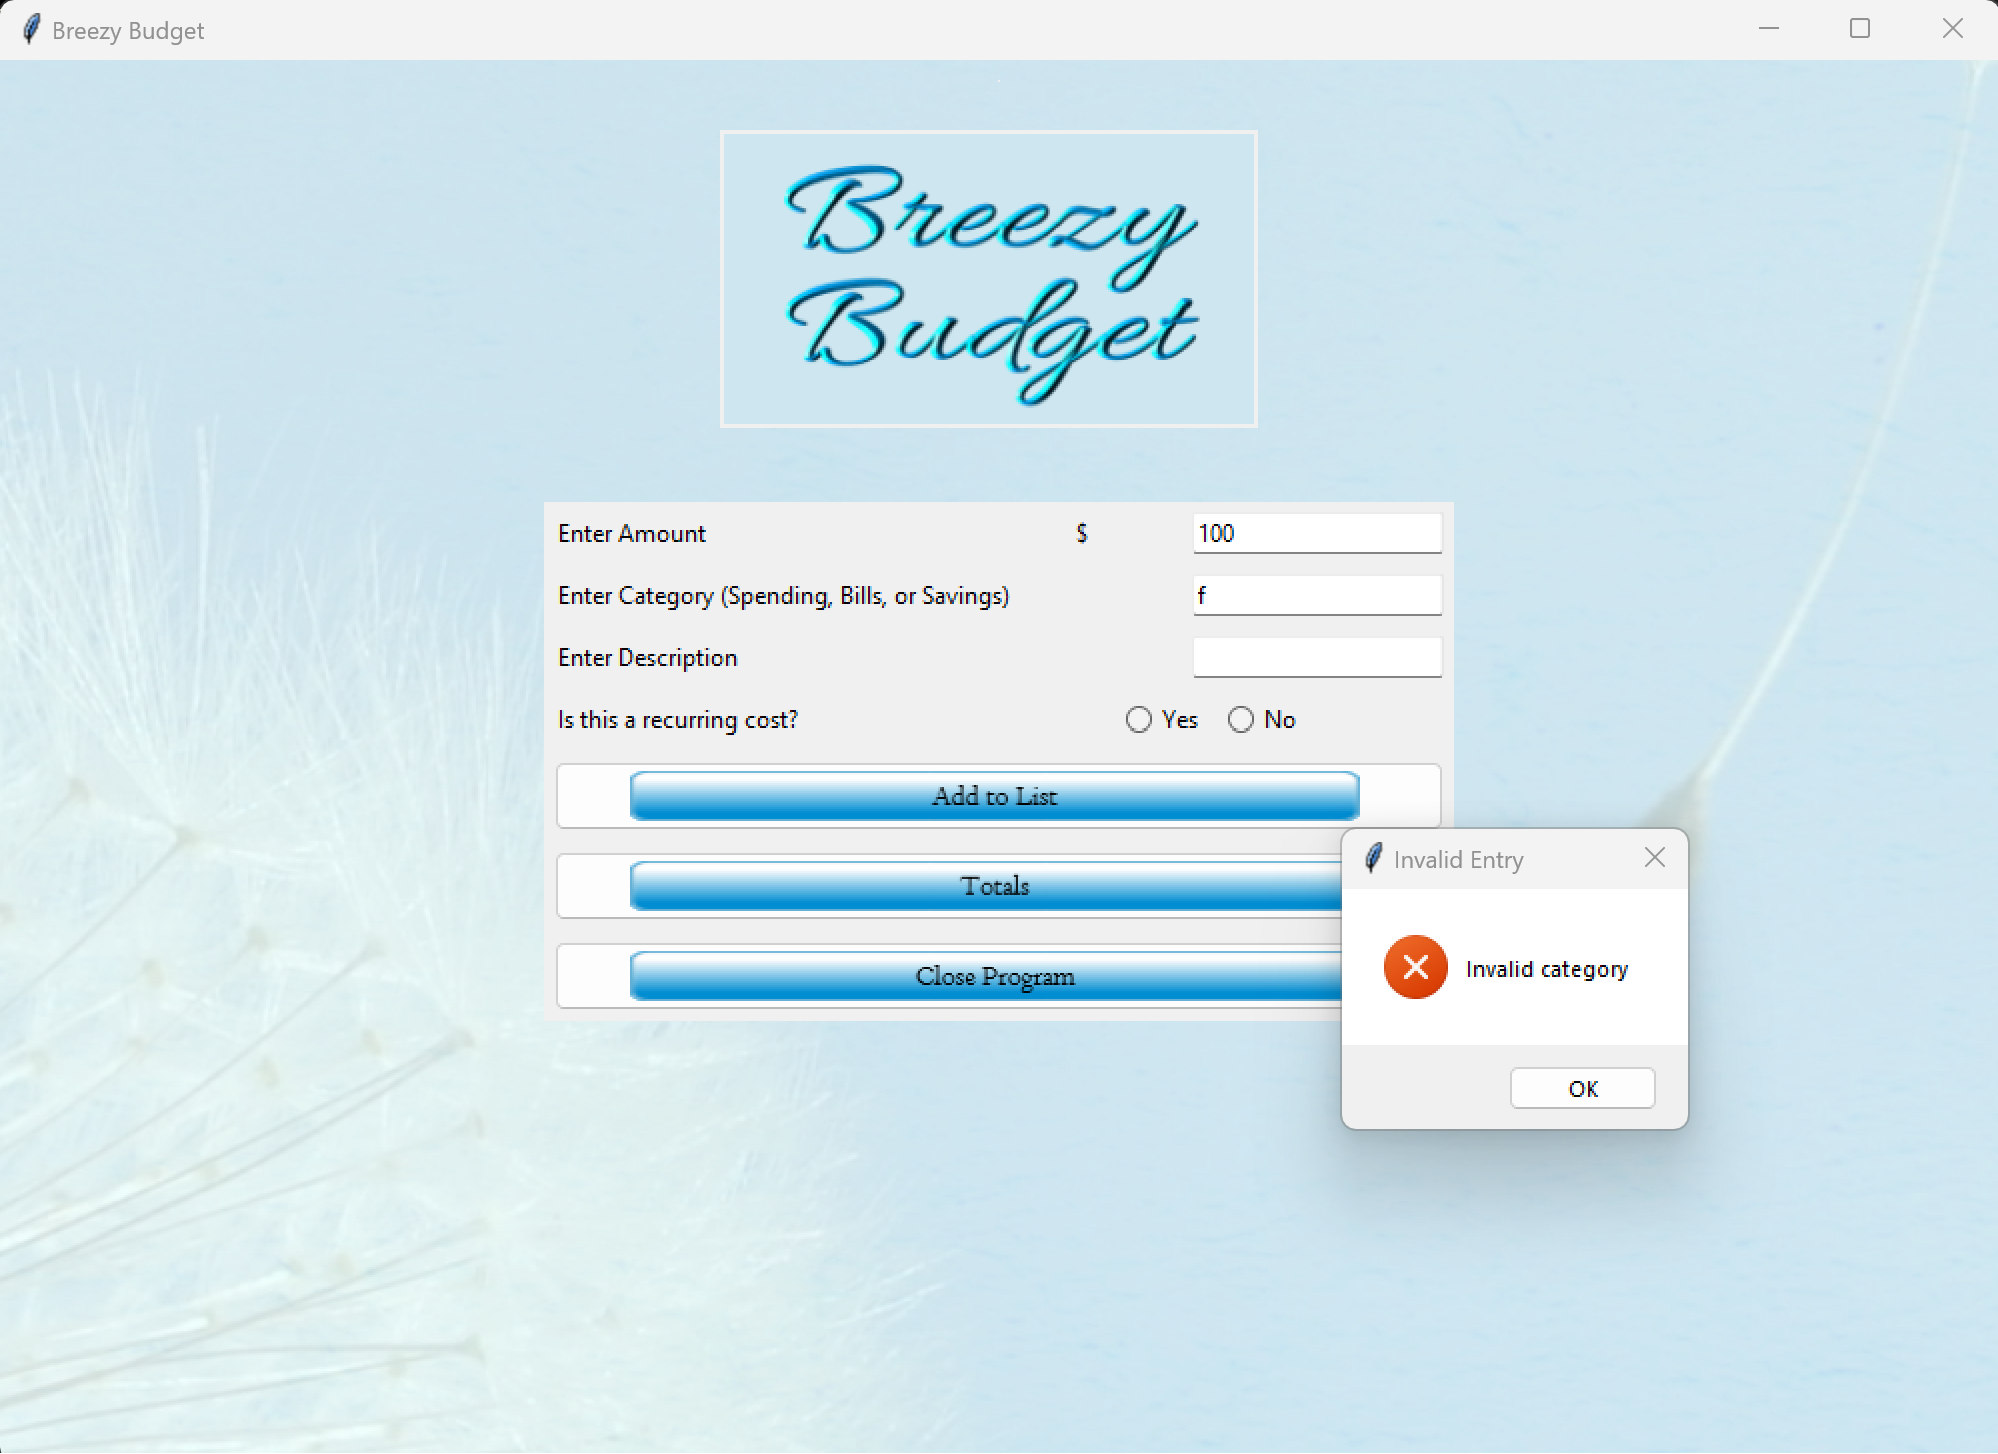 Breezy Budget
Breezy
Budget
Enter Amount $ 100
Enter Category (Spending, Bills, or Savings) f
Enter Description
Is this a recurring cost? Yes No
Add to List
Totals
Close Program
Invalid Entry
Invalid category
OK